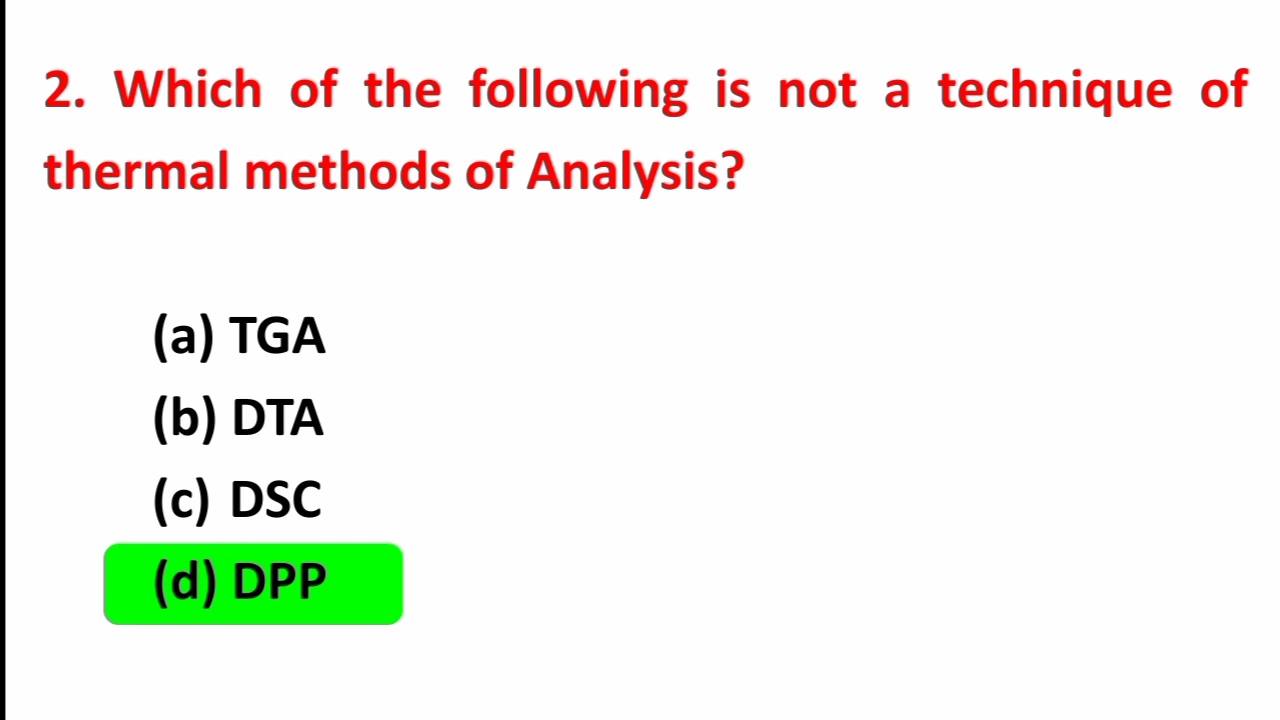 2. Which of the following is not a technique of
thermal methods of Analysis?
(a) TGA
(b) DTA
(c) DSC
(d) DPP